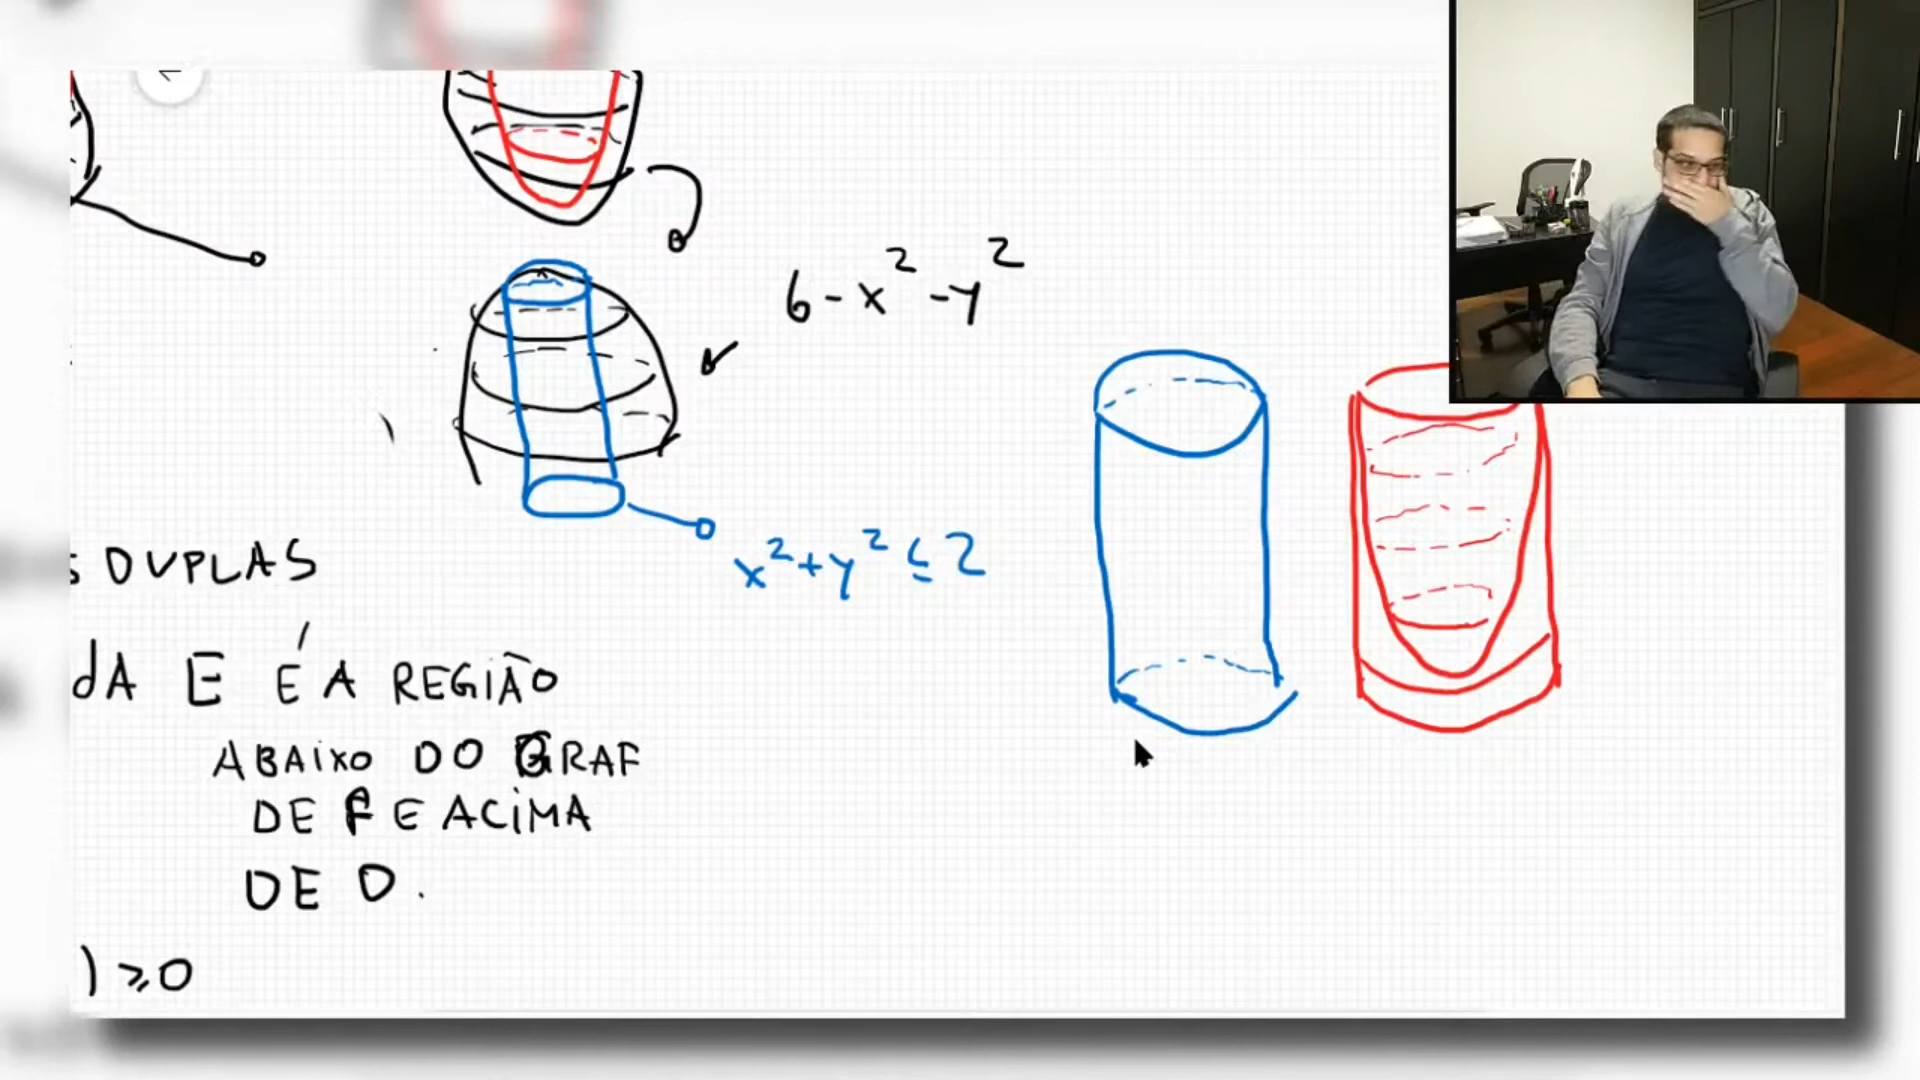 6-x²-y²
x²+y² ≤ 2
S DUPLAS
dA E É A REGIÃO
ABAIXO DO GRAF
DE F E ACIMA
DE D.
) ≥ 0